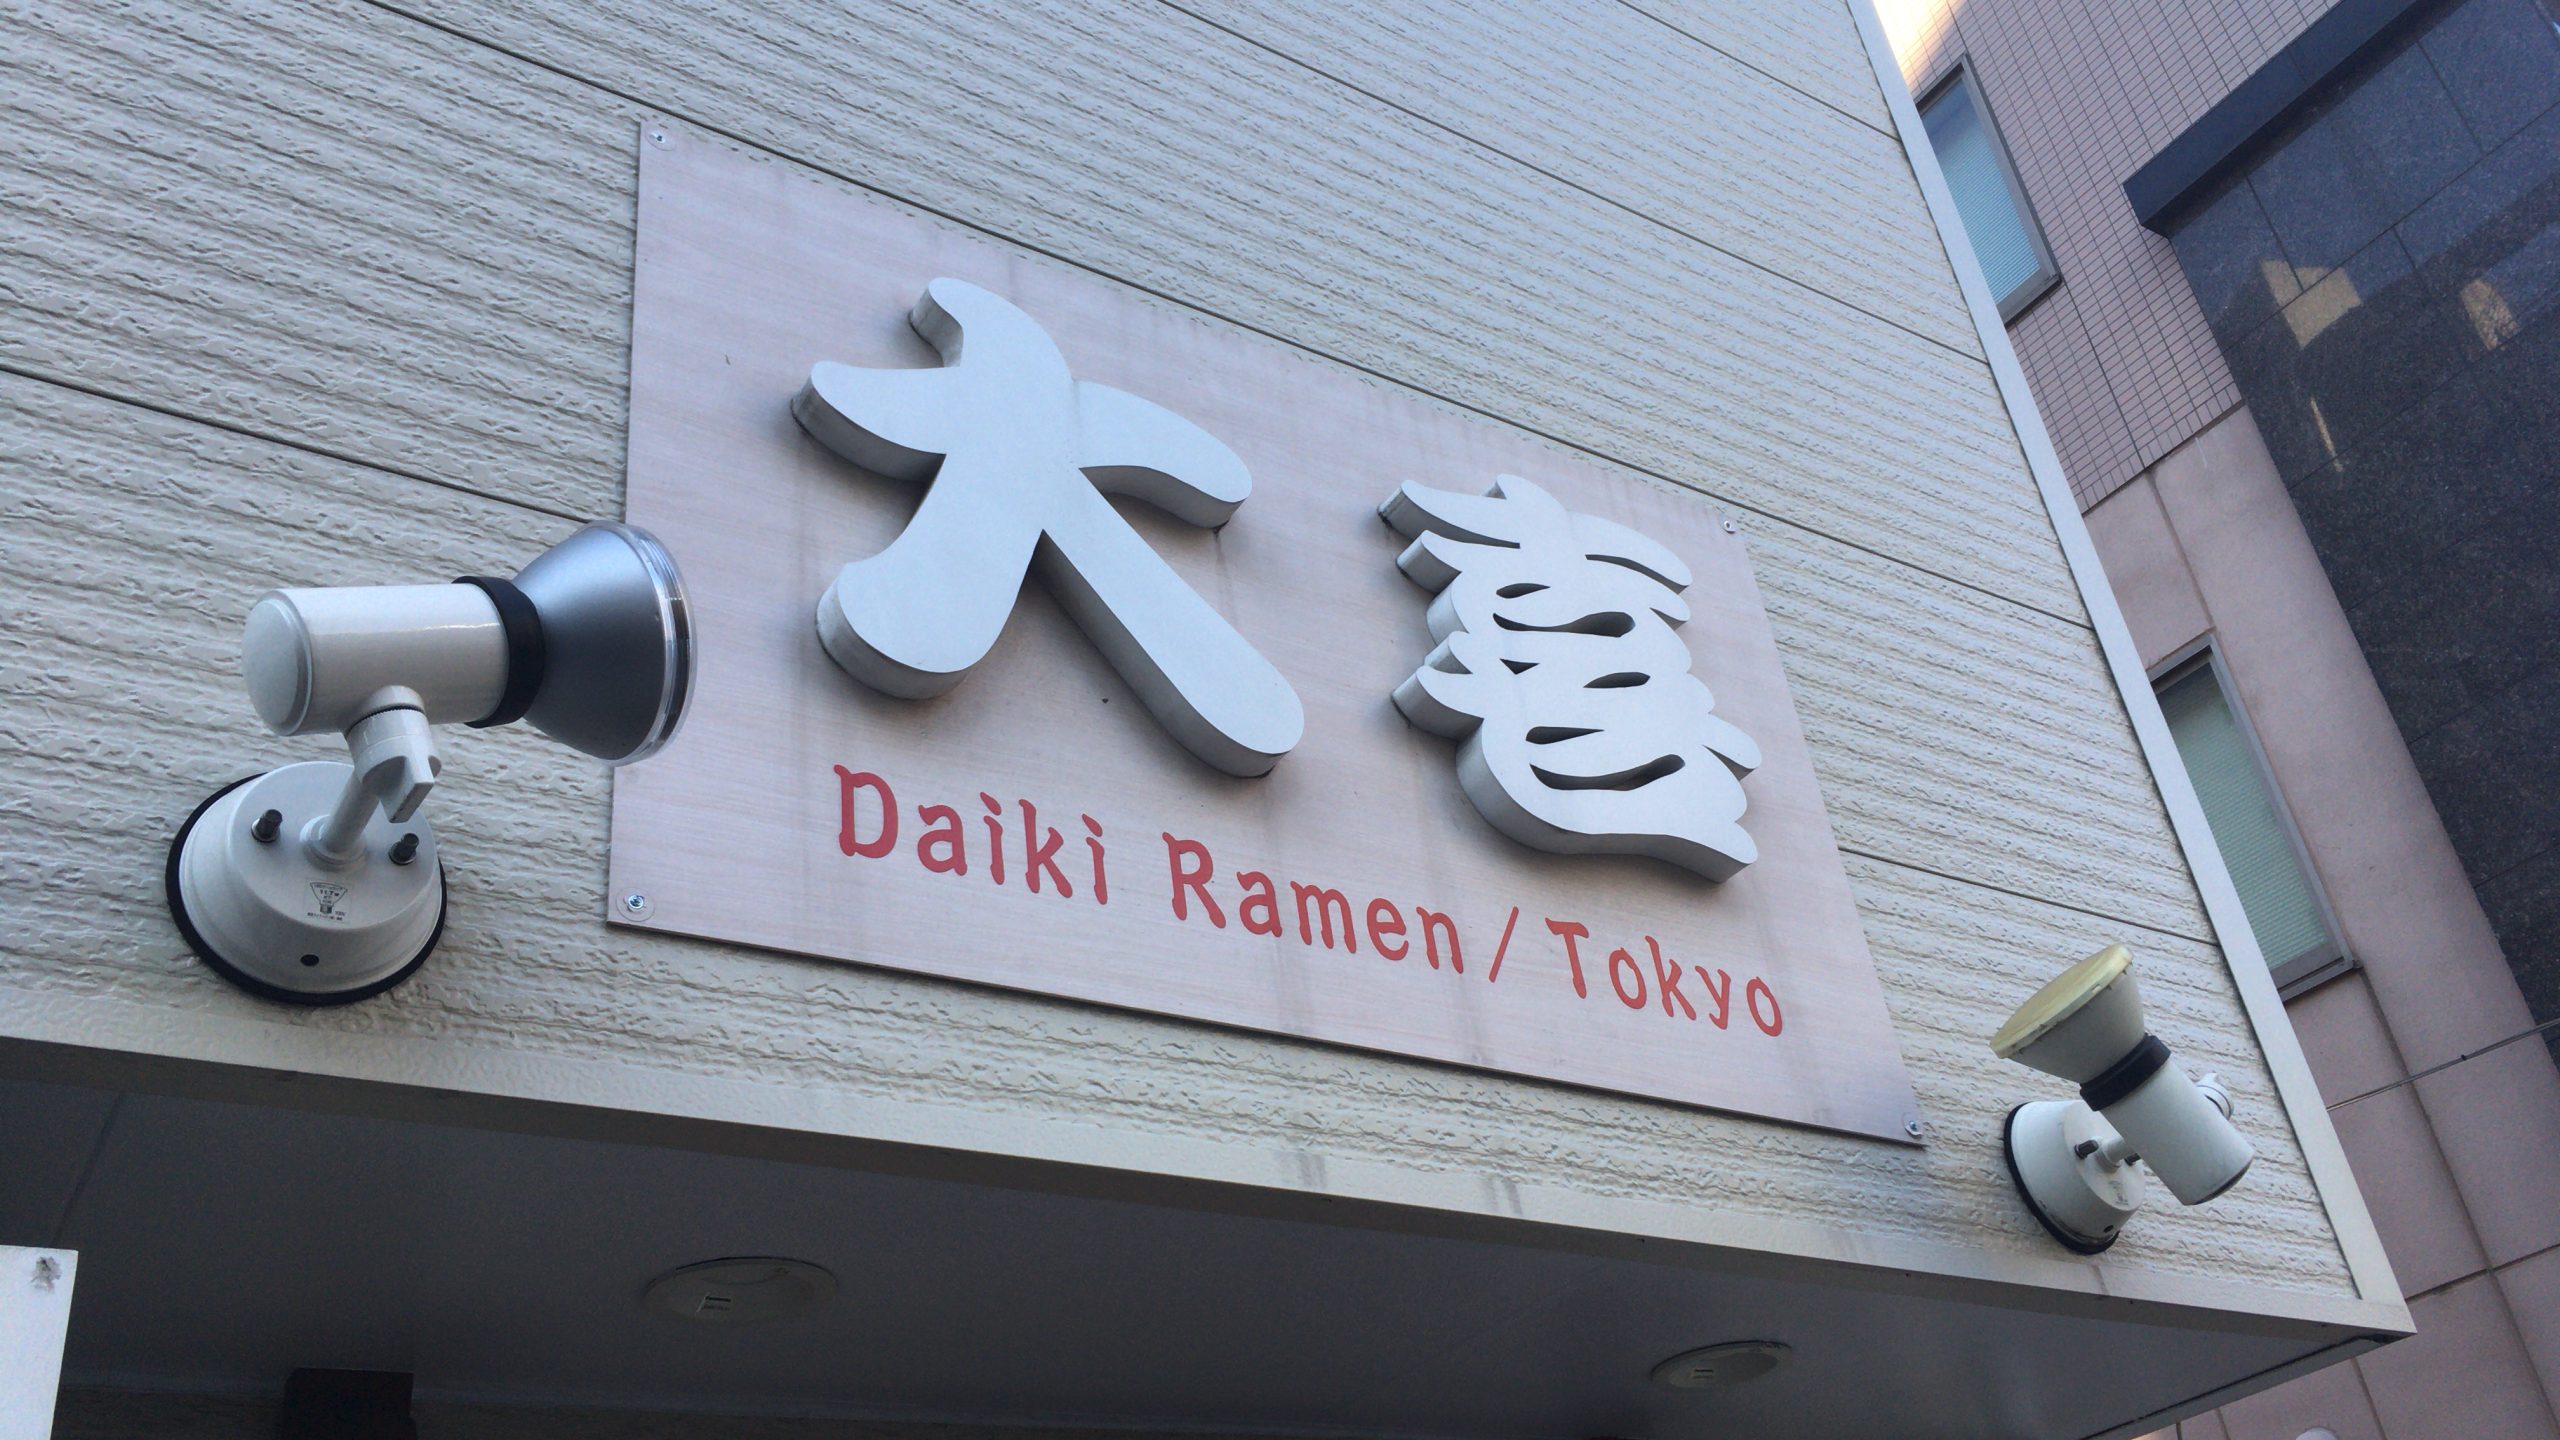 大喜
Daiki Ramen/Tokyo